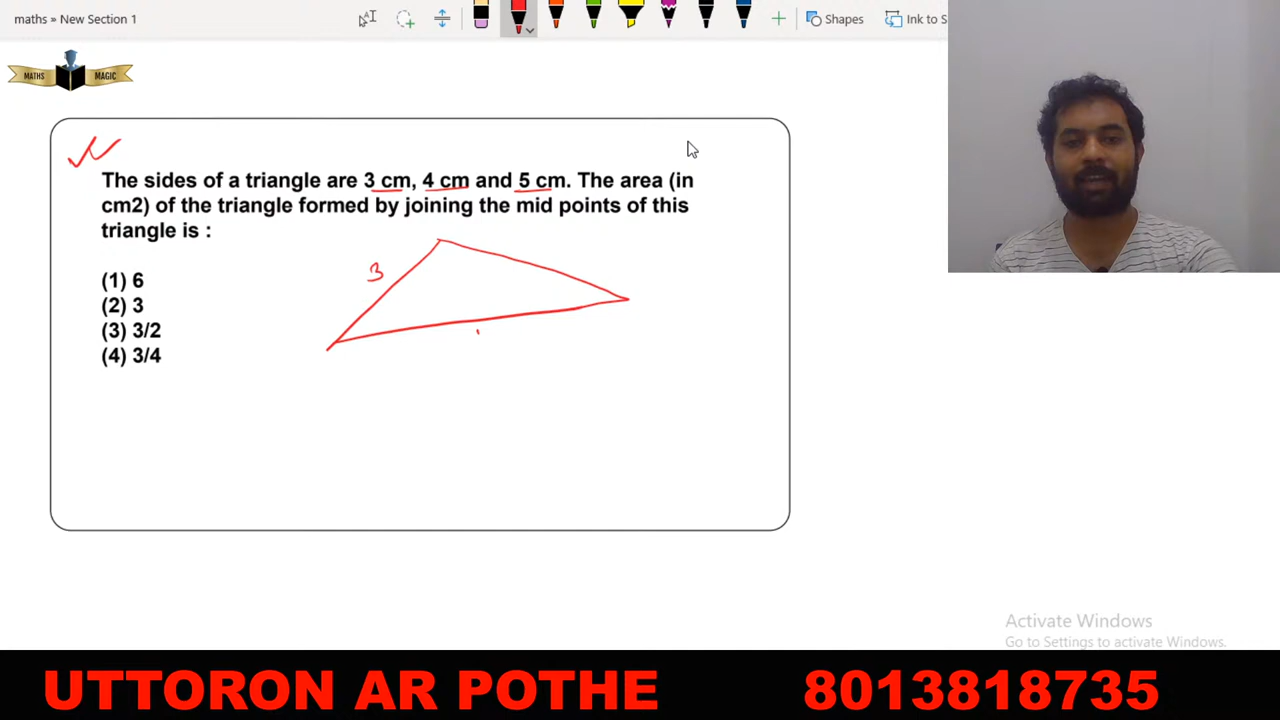 maths » New Section 1
Shapes
Ink to S
MATHS MAGIC
The sides of a triangle are 3 cm, 4 cm and 5 cm. The area (in
cm2) of the triangle formed by joining the mid points of this
triangle is :
3
(1) 6
(2) 3
(3) 3/2
(4) 3/4
Activate Windows
Go to Settings to activate Windows.
UTTORON AR POTHE 8013818735